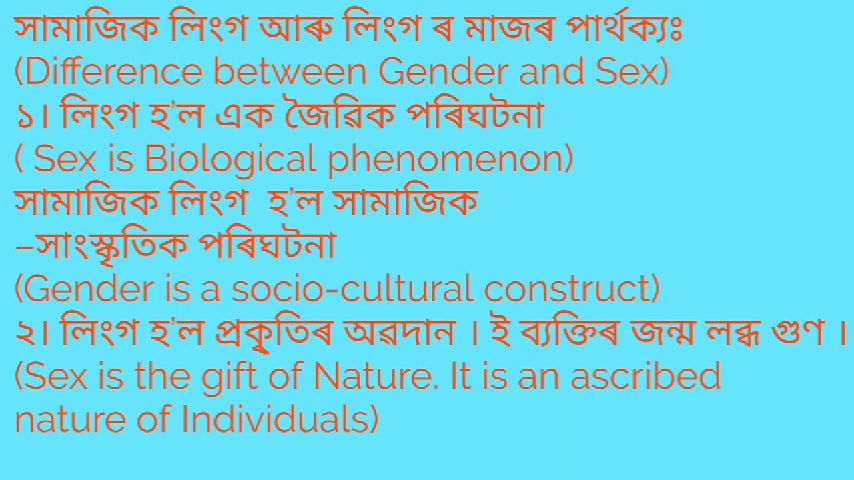 সামাজিক লিংগ আৰু লিংগ ৰ মাজৰ পাৰ্থক্যঃ
(Difference between Gender and Sex)
১। লিংগ হ'ল এক জৈৱিক পৰিঘটনা
( Sex is Biological phenomenon)
সামাজিক লিংগ হ'ল সামাজিক
–সাংস্কৃতিক পৰিঘটনা
(Gender is a socio-cultural construct)
২। লিংগ হ'ল প্ৰকৃ্তিৰ অৱদান । ই ব্যক্তিৰ জন্ম লব্ধ গুণ ।
(Sex is the gift of Nature. It is an ascribed
nature of Individuals)